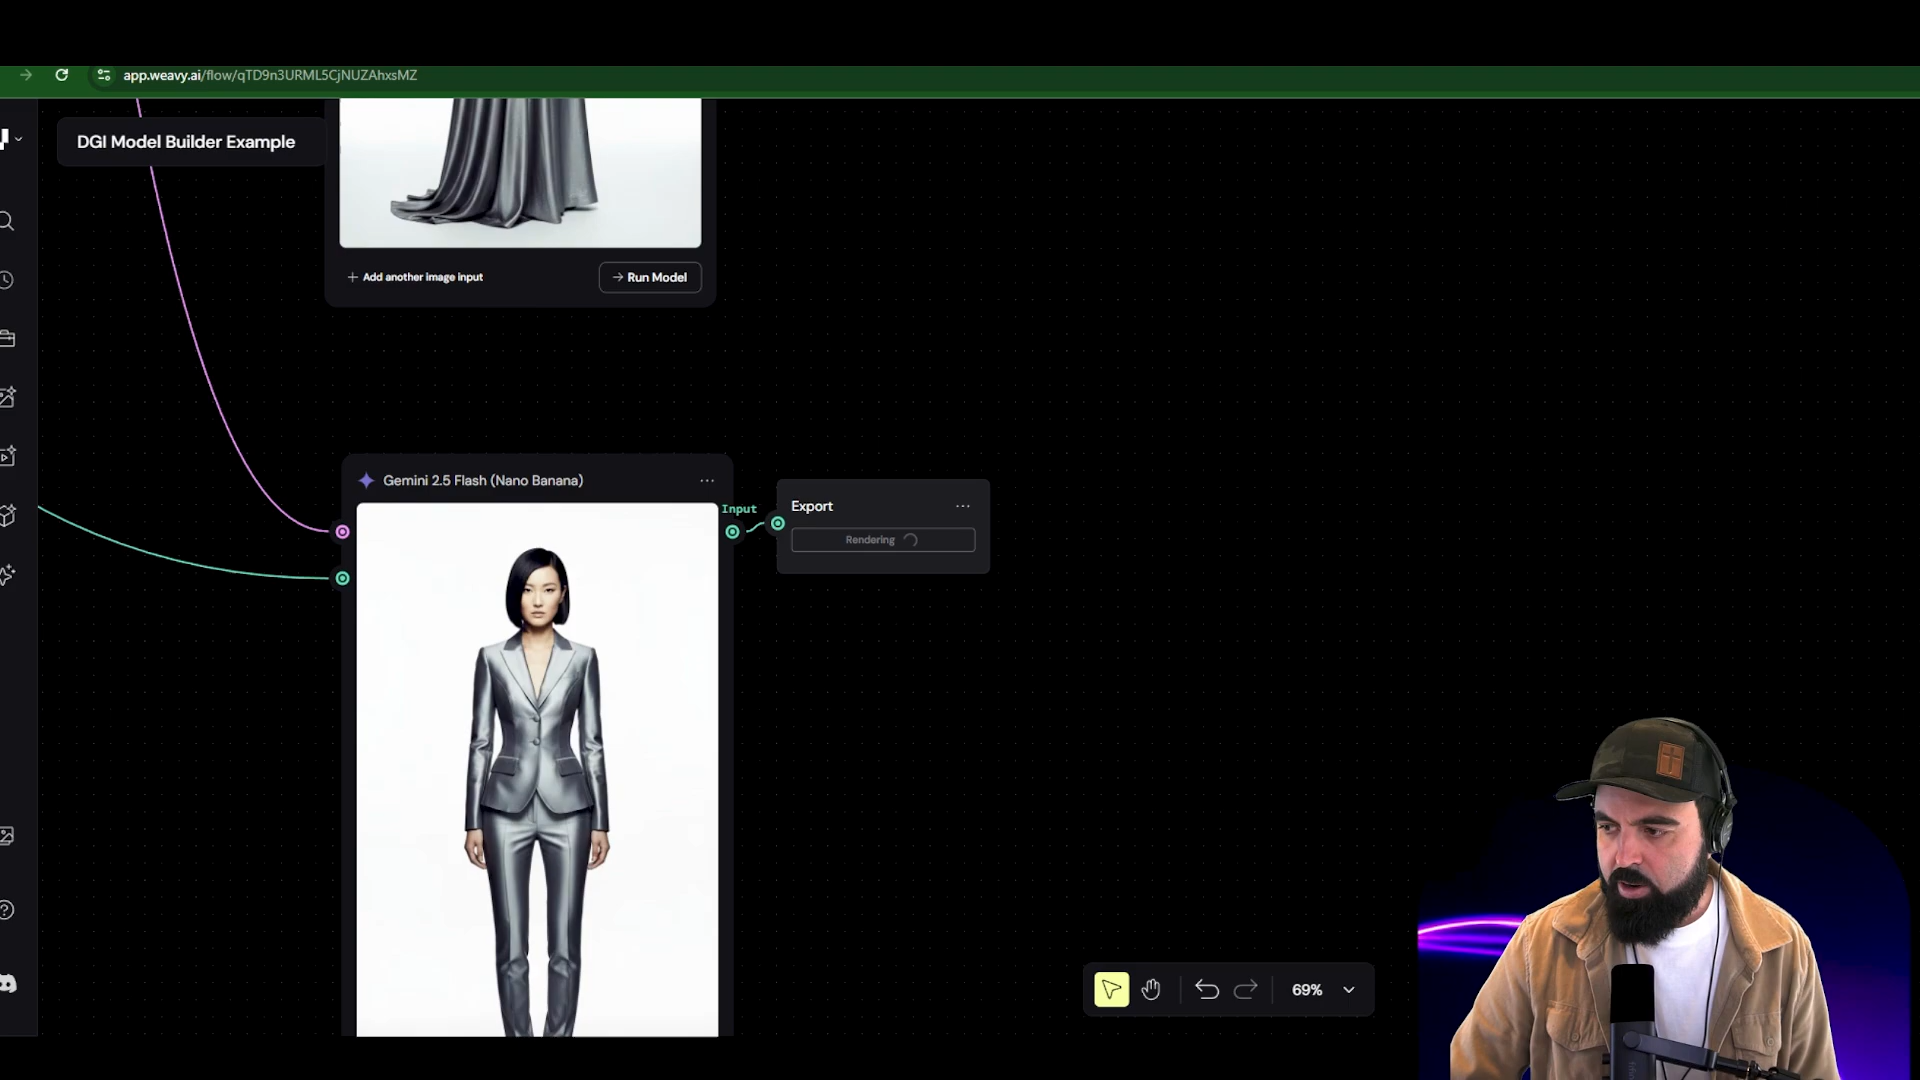 app.weavy.ai/flow/qTD9n3URML5CjNUZAhxsMZ
DGI Model Builder Example
Add another image input
Run Model
Gemini 2.5 Flash (Nano Banana)
Input
Export
Rendering
69%